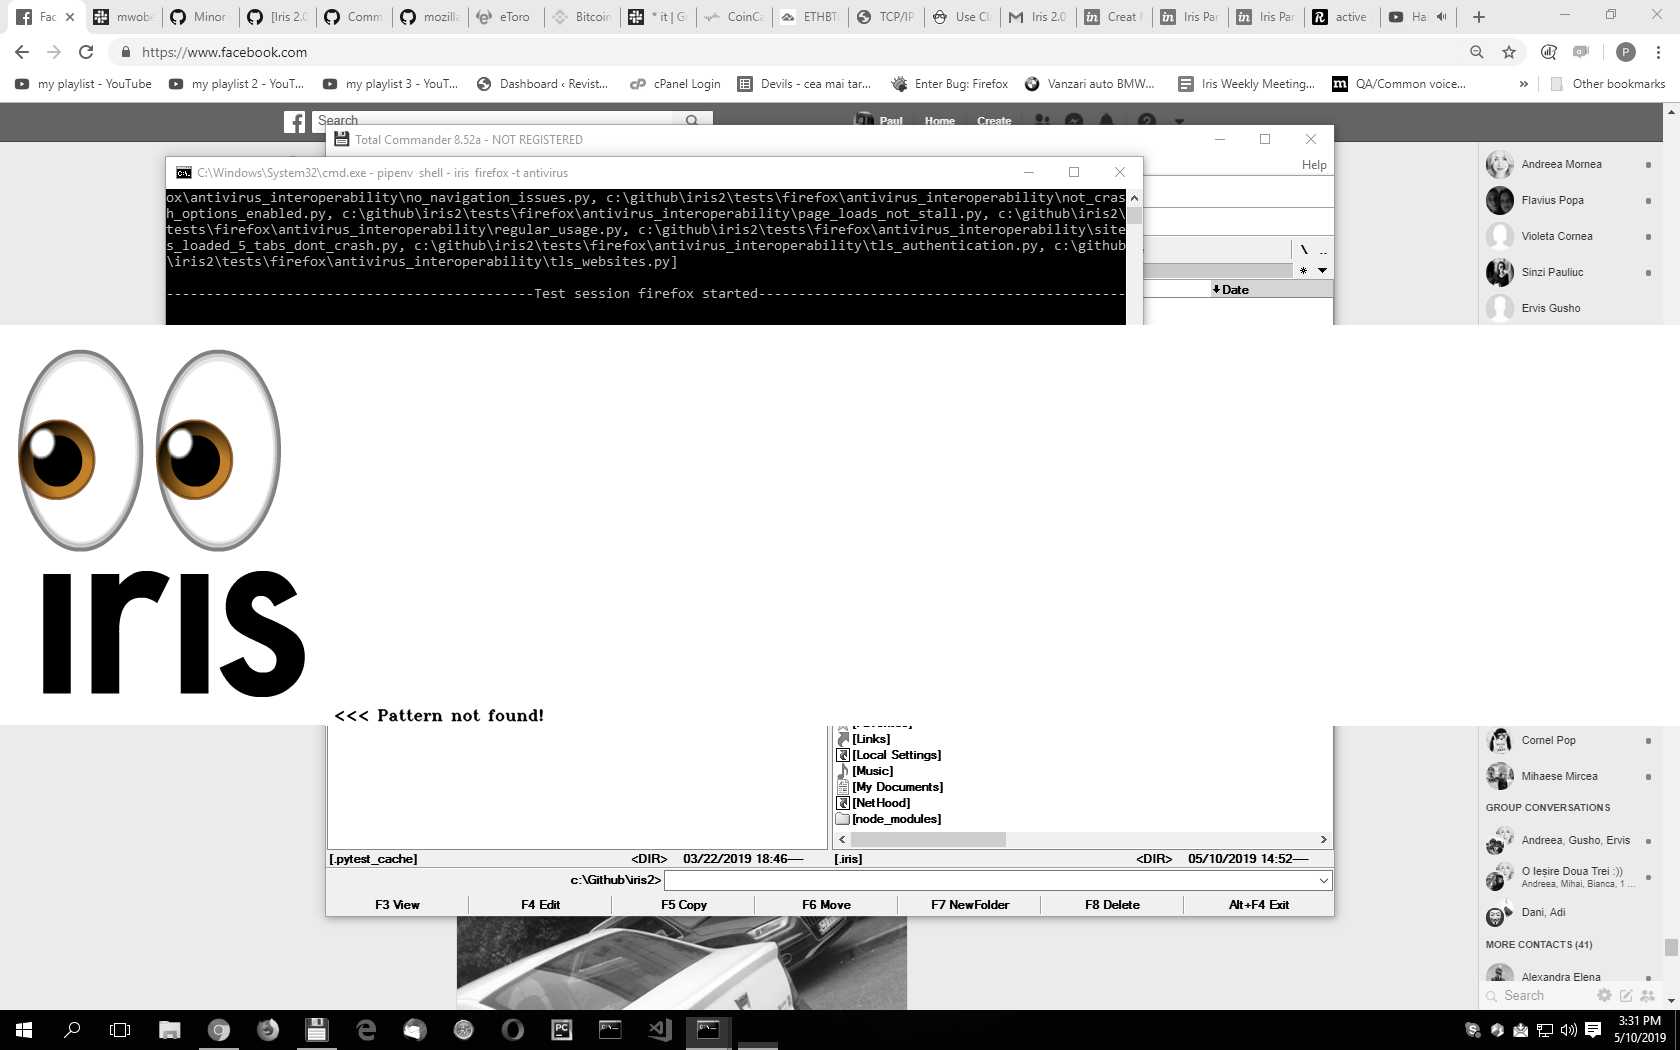 Fac
mwobe
Minor
[Iris 2.0
Comm
mozilla
eToro
Bitcoin
* it | G
CoinCa
ETHBT
TCP/IP
Use Cl
Iris 2.0
Creat
Iris Par
Iris Par
active
Ha
https://www.facebook.com
P
my playlist - YouTube
my playlist 2 - YouT...
my playlist 3 - YouT...
Dashboard ‹ Revist...
cPanel Login
Devils - cea mai tar...
Enter Bug: Firefox
Vanzari auto BMW...
Iris Weekly Meeting...
QA/Common voice...
»
Other bookmarks
Search
Paul
Home
Create
Total Commander 8.52a - NOT REGISTERED
Help
C:\Windows\System32\cmd.exe - pipenv shell - iris firefox -t antivirus
ox\antivirus_interoperability\no_navigation_issues.py, c:\github\iris2\tests\firefox\antivirus_interoperability\not_cras
h_options_enabled.py, c:\github\iris2\tests\firefox\antivirus_interoperability\page_loads_not_stall.py, c:\github\iris2\
tests\firefox\antivirus_interoperability\regular_usage.py, c:\github\iris2\tests\firefox\antivirus_interoperability\site
s_loaded_5_tabs_dont_crash.py, c:\github\iris2\tests\firefox\antivirus_interoperability\tls_authentication.py, c:\github
\iris2\tests\firefox\antivirus_interoperability\tls_websites.py]
----------------------------------------------Test session firefox started----------------------------------------------
\ ..
*
Date
Andreea Mornea
Flavius Popa
Violeta Cornea
Sinzi Pauliuc
Ervis Gusho
iris
<<< Pattern not found!
[Links]
[Local Settings]
[Music]
[My Documents]
[NetHood]
[node_modules]
[.pytest_cache] <DIR> 03/22/2019 18:46----
[.iris] <DIR> 05/10/2019 14:52----
c:\Github\iris2>
F3 View
F4 Edit
F5 Copy
F6 Move
F7 NewFolder
F8 Delete
Alt+F4 Exit
Cornel Pop
Mihaese Mircea
GROUP CONVERSATIONS
Andreea, Gusho, Ervis
O Ieșire Doua Trei :))
Andreea, Mihai, Bianca, 1 ...
Dani, Adi
MORE CONTACTS (41)
Alexandra Elena
Search
3:31 PM
5/10/2019